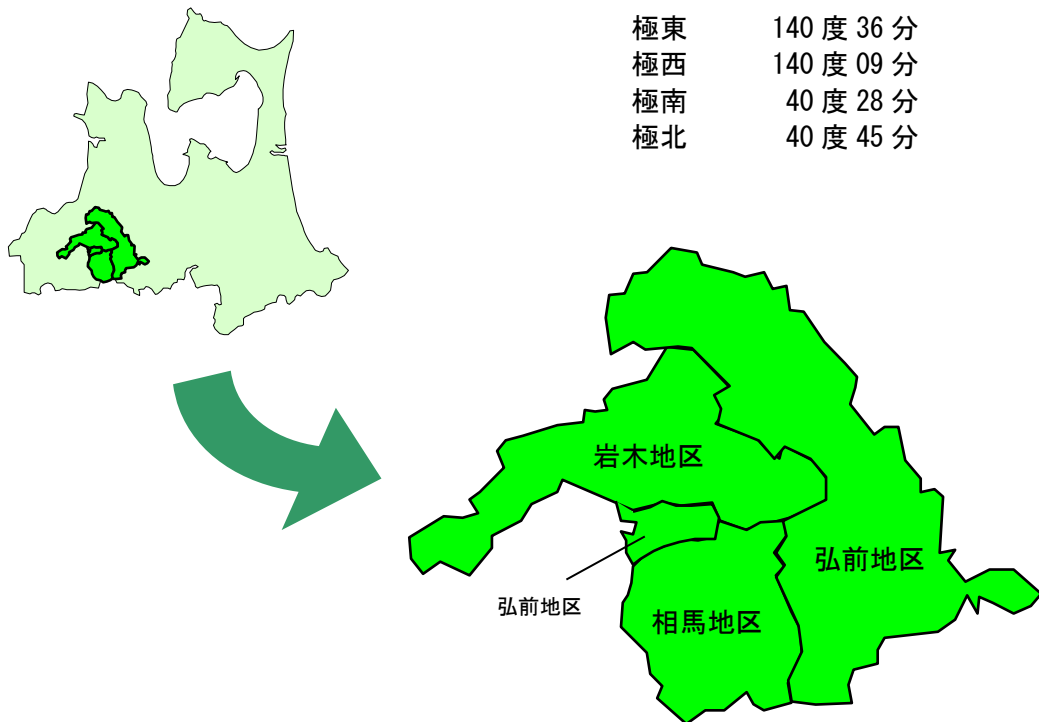 極東 140 度 36 分
極西 140 度 09 分
極南 40 度 28 分
極北 40 度 45 分
岩木地区
弘前地区
弘前地区
相馬地区